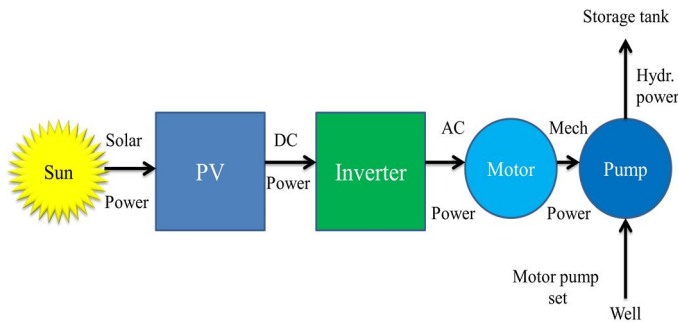 Storage tank
Hydr.
power
Solar
DC
AC
Mech
Sun
PV
Inverter
Motor
Pump
Power
Power
Power
Power
Motor pump
set
Well